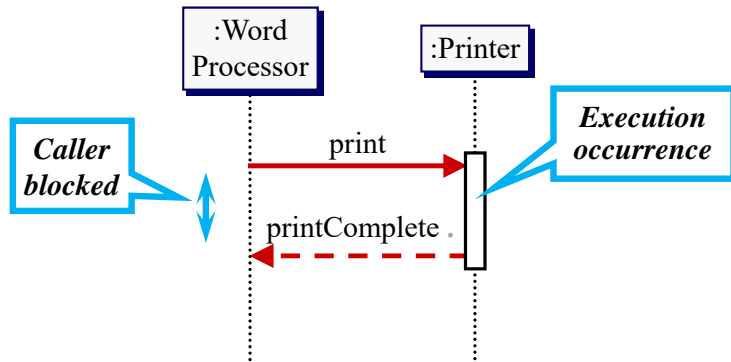 :Word
Processor
:Printer
Caller
blocked
print
Execution
occurrence
printComplete .